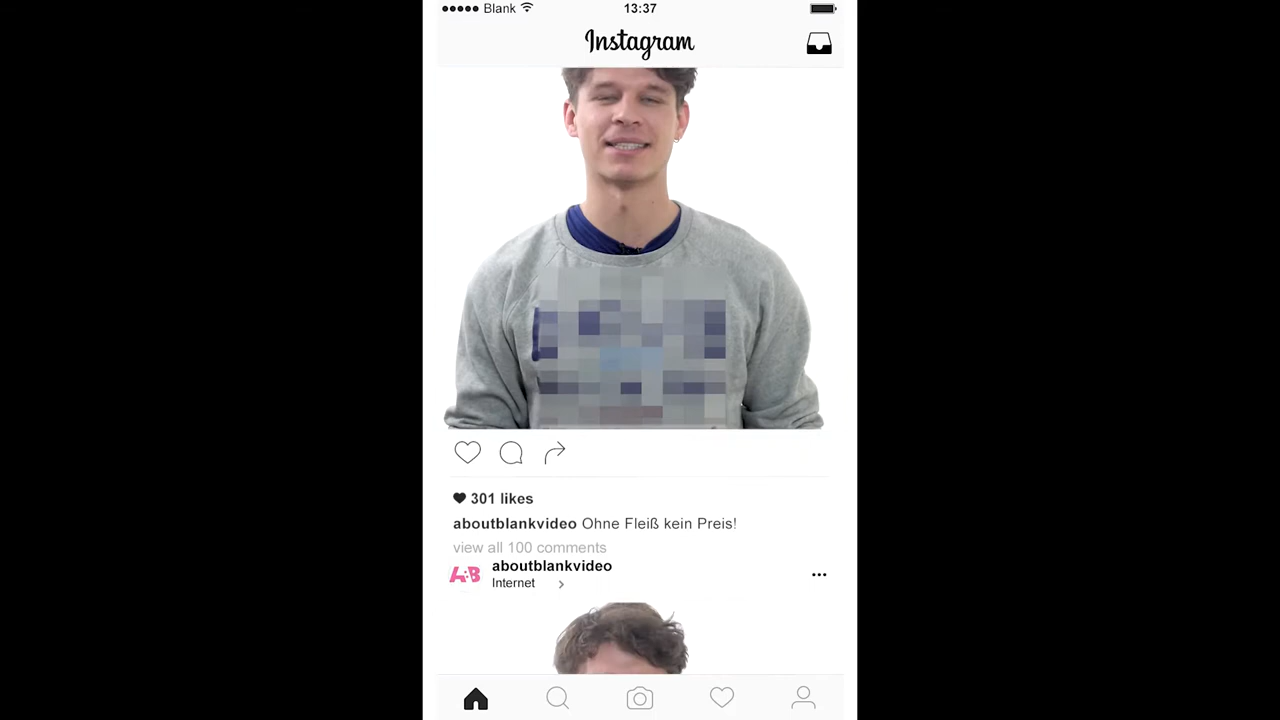 Blank
13:37
Instagram
301 likes
aboutblankvideo Ohne Fleiß kein Preis!
view all 100 comments
A:B
aboutblankvideo
Internet